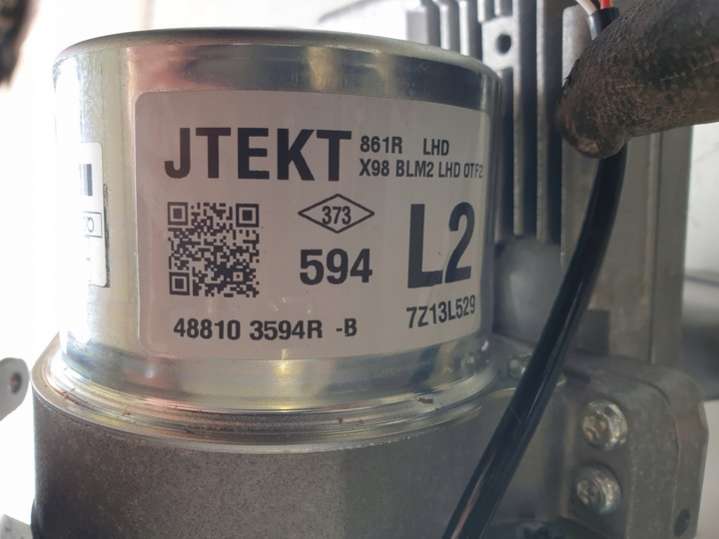 JTEKT
861R LHD
X98 BLM2 LHD OTF2
373
594
L2
48810 3594R -B
7Z13L529